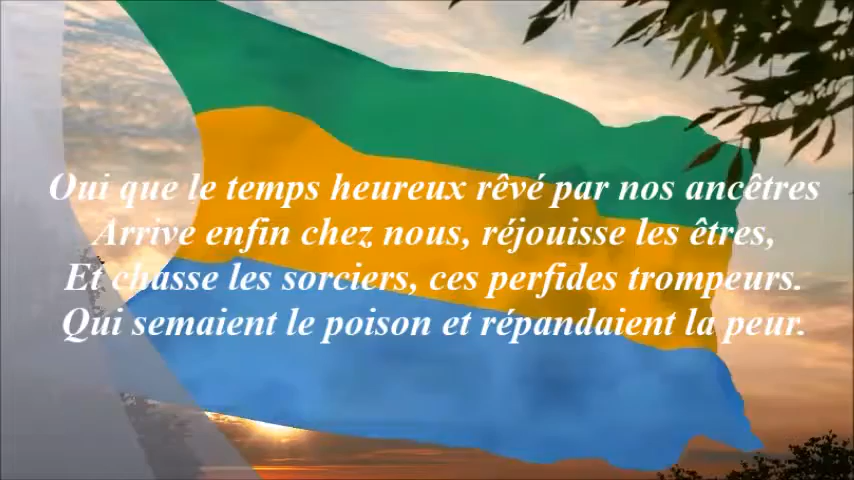 Oui que le temps heureux rêvé par nos ancêtres
Arrive enfin chez nous, réjouisse les êtres,
Et chasse les sorciers, ces perfides trompeurs.
Qui semaient le poison et répandaient la peur.